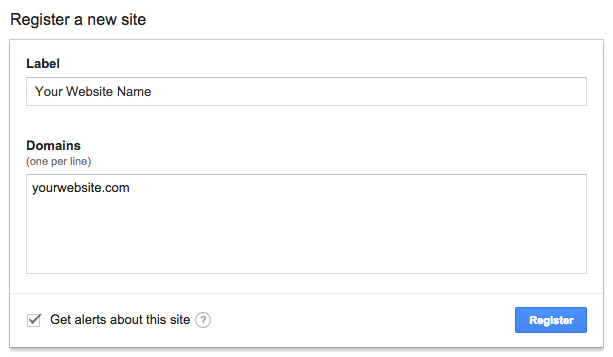 Register a new site
Label
Your Website Name
Domains
(one per line)
yourwebsite.com
Get alerts about this site ?
Register